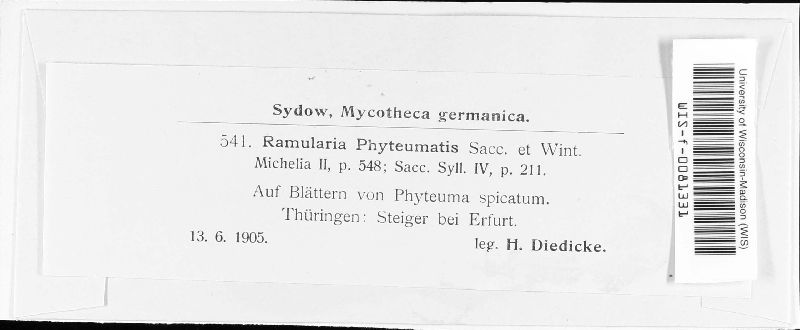 Sydow, Mycotheca germanica.
541. Ramularia Phyteumatis Sacc. et Wint.
Michelia II, p. 548; Sacc. Syll. IV, p. 211.
Auf Blättern von Phyteuma spicatum.
Thüringen: Steiger bei Erfurt.
13. 6. 1905.
leg. H. Diedicke.
University of Wisconsin-Madison (WIS)
WIS-f-0081331